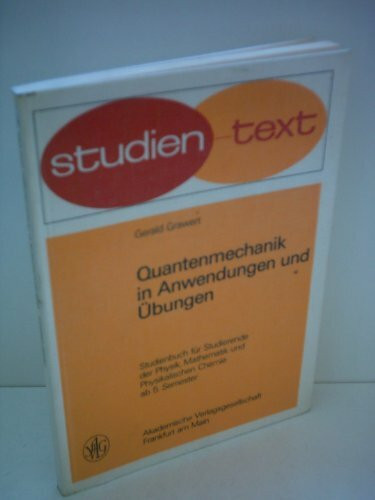 studien text
Gerald Grawert
Quantenmechanik
in Anwendungen und
Übungen
Studienbuch für Studierende
der Physik, Mathematik und
Physikalischen Chemie
ab 5. Semester
Akademische Verlagsgesellschaft
Frankfurt am Main